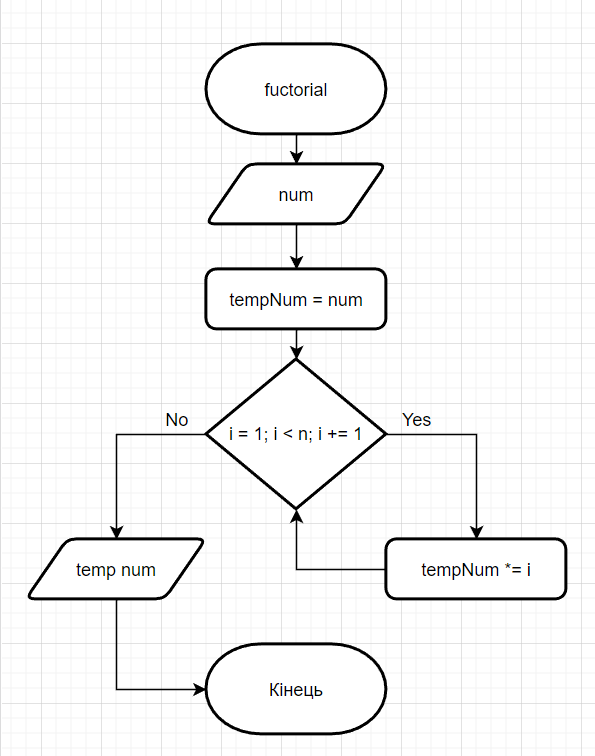 fuctorial
num
tempNum = num
No
Yes
i = 1; i < n; i += 1
temp num
tempNum *= i
Кінець